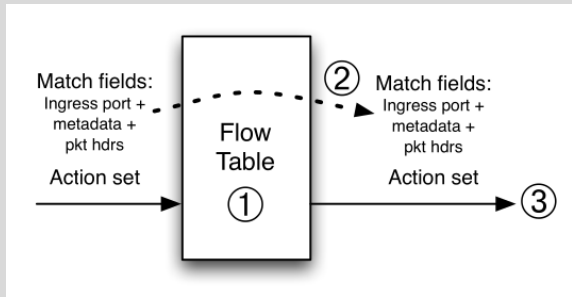 Match fields:
Ingress port +
metadata +
pkt hdrs
Action set
Flow
Table
①
②
Match fields:
Ingress port +
metadata +
pkt hdrs
Action set
③